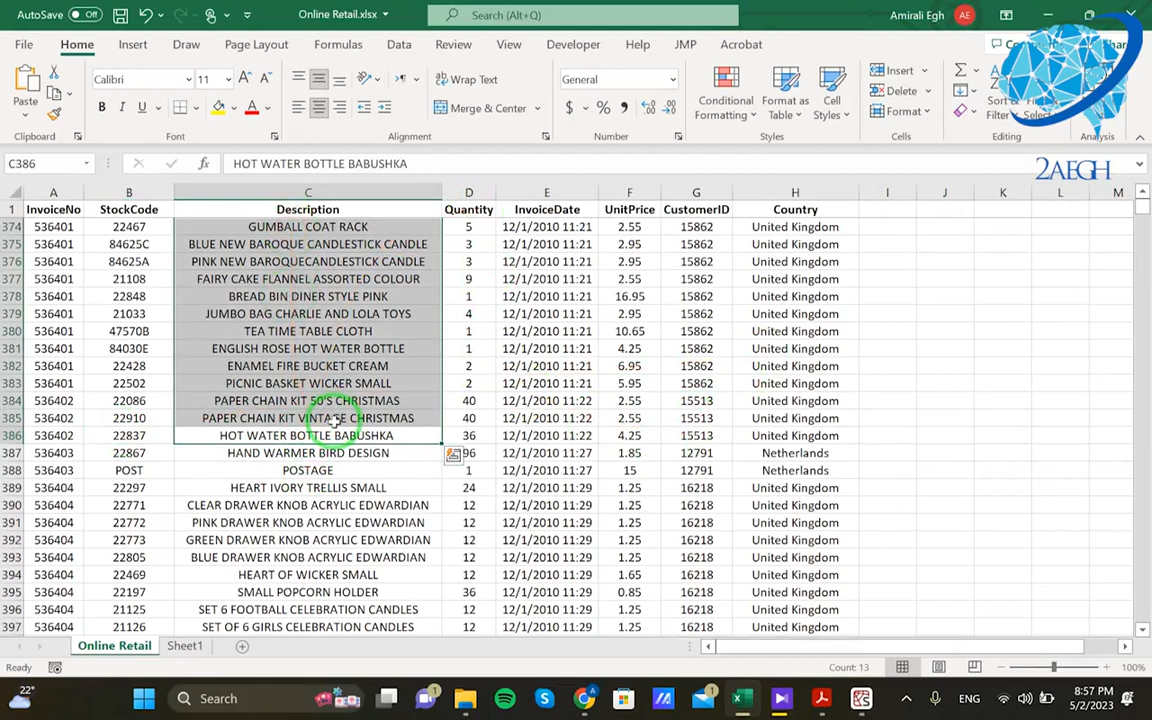 AutoSave Off Online Retail.xlsx Search (Alt+Q) Amirali Egh AE
File Home Insert Draw Page Layout Formulas Data Review View Developer Help JMP Acrobat
Paste Calibri 11 Wrap Text General Conditional Format as Cell Insert
B I U Merge & Center $ % Formatting Table Styles Delete
Format
Clipboard Font Alignment Number Styles Cells Editing Analysis
C386 fx HOT WATER BOTTLE BABUSHKA 2AEGH
A B C D E F G H I J K L M
1 InvoiceNo StockCode Description Quantity InvoiceDate UnitPrice CustomerID Country
374 536401 22467 GUMBALL COAT RACK 5 12/1/2010 11:21 2.55 15862 United Kingdom
375 536401 84625C BLUE NEW BAROQUE CANDLESTICK CANDLE 3 12/1/2010 11:21 2.95 15862 United Kingdom
376 536401 84625A PINK NEW BAROQUECANDLESTICK CANDLE 3 12/1/2010 11:21 2.95 15862 United Kingdom
377 536401 21108 FAIRY CAKE FLANNEL ASSORTED COLOUR 9 12/1/2010 11:21 2.55 15862 United Kingdom
378 536401 22848 BREAD BIN DINER STYLE PINK 1 12/1/2010 11:21 16.95 15862 United Kingdom
379 536401 21033 JUMBO BAG CHARLIE AND LOLA TOYS 4 12/1/2010 11:21 2.95 15862 United Kingdom
380 536401 47570B TEA TIME TABLE CLOTH 1 12/1/2010 11:21 10.65 15862 United Kingdom
381 536401 84030E ENGLISH ROSE HOT WATER BOTTLE 1 12/1/2010 11:21 4.25 15862 United Kingdom
382 536401 22428 ENAMEL FIRE BUCKET CREAM 2 12/1/2010 11:21 6.95 15862 United Kingdom
383 536401 22502 PICNIC BASKET WICKER SMALL 2 12/1/2010 11:21 5.95 15862 United Kingdom
384 536402 22086 PAPER CHAIN KIT 50'S CHRISTMAS 40 12/1/2010 11:22 2.55 15513 United Kingdom
385 536402 22910 PAPER CHAIN KIT VINTAGE CHRISTMAS 40 12/1/2010 11:22 2.55 15513 United Kingdom
386 536402 22837 HOT WATER BOTTLE BABUSHKA 36 12/1/2010 11:22 4.25 15513 United Kingdom
387 536403 22867 HAND WARMER BIRD DESIGN 96 12/1/2010 11:27 1.85 12791 Netherlands
388 536403 POST POSTAGE 1 12/1/2010 11:27 15 12791 Netherlands
389 536404 22297 HEART IVORY TRELLIS SMALL 24 12/1/2010 11:29 1.25 16218 United Kingdom
390 536404 22771 CLEAR DRAWER KNOB ACRYLIC EDWARDIAN 12 12/1/2010 11:29 1.25 16218 United Kingdom
391 536404 22772 PINK DRAWER KNOB ACRYLIC EDWARDIAN 12 12/1/2010 11:29 1.25 16218 United Kingdom
392 536404 22773 GREEN DRAWER KNOB ACRYLIC EDWARDIAN 12 12/1/2010 11:29 1.25 16218 United Kingdom
393 536404 22805 BLUE DRAWER KNOB ACRYLIC EDWARDIAN 12 12/1/2010 11:29 1.25 16218 United Kingdom
394 536404 22469 HEART OF WICKER SMALL 12 12/1/2010 11:29 1.65 16218 United Kingdom
395 536404 22197 SMALL POPCORN HOLDER 36 12/1/2010 11:29 0.85 16218 United Kingdom
396 536404 21125 SET 6 FOOTBALL CELEBRATION CANDLES 12 12/1/2010 11:29 1.25 16218 United Kingdom
397 536404 21126 SET OF 6 GIRLS CELEBRATION CANDLES 12 12/1/2010 11:29 1.25 16218 United Kingdom
Online Retail Sheet1
Ready Count: 13 100%
22° Search ENG 8:57 PM
5/2/2023